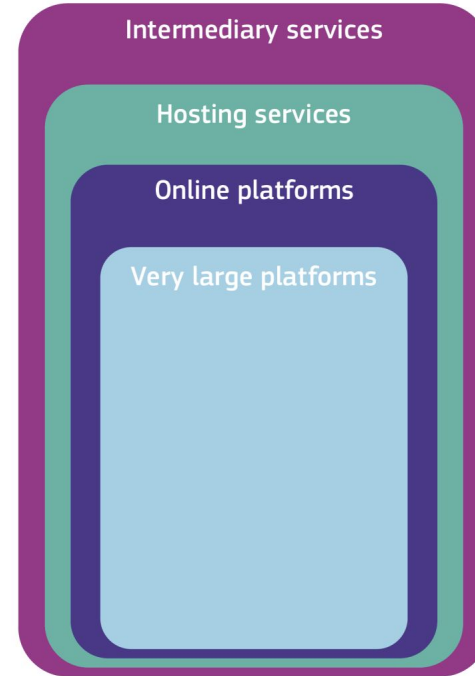 Intermediary services
Hosting services
Online platforms
Very large platforms